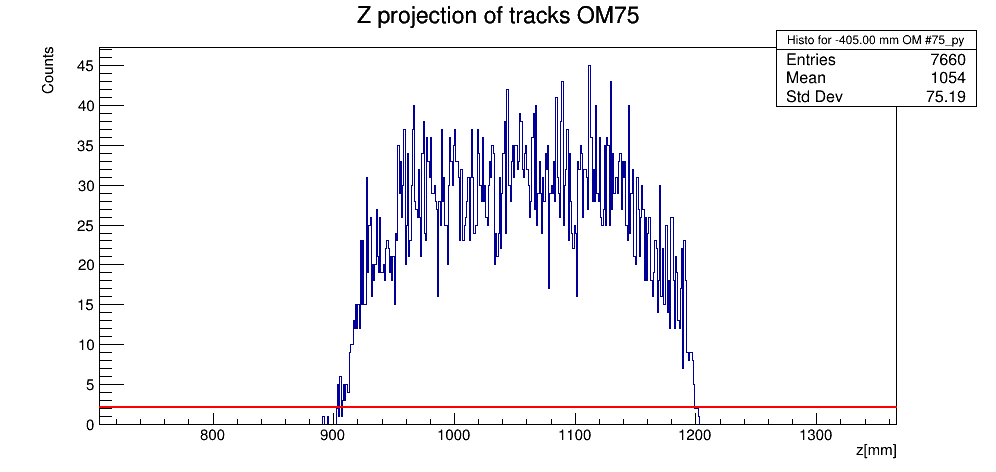 Z projection of tracks OM75
Histo for -405.00 mm OM #75_py
Entries 7660
Mean 1054
Std Dev 75.19
Counts
45
40
35
30
25
20
15
10
5
0
800 900 1000 1100 1200 1300
z[mm]